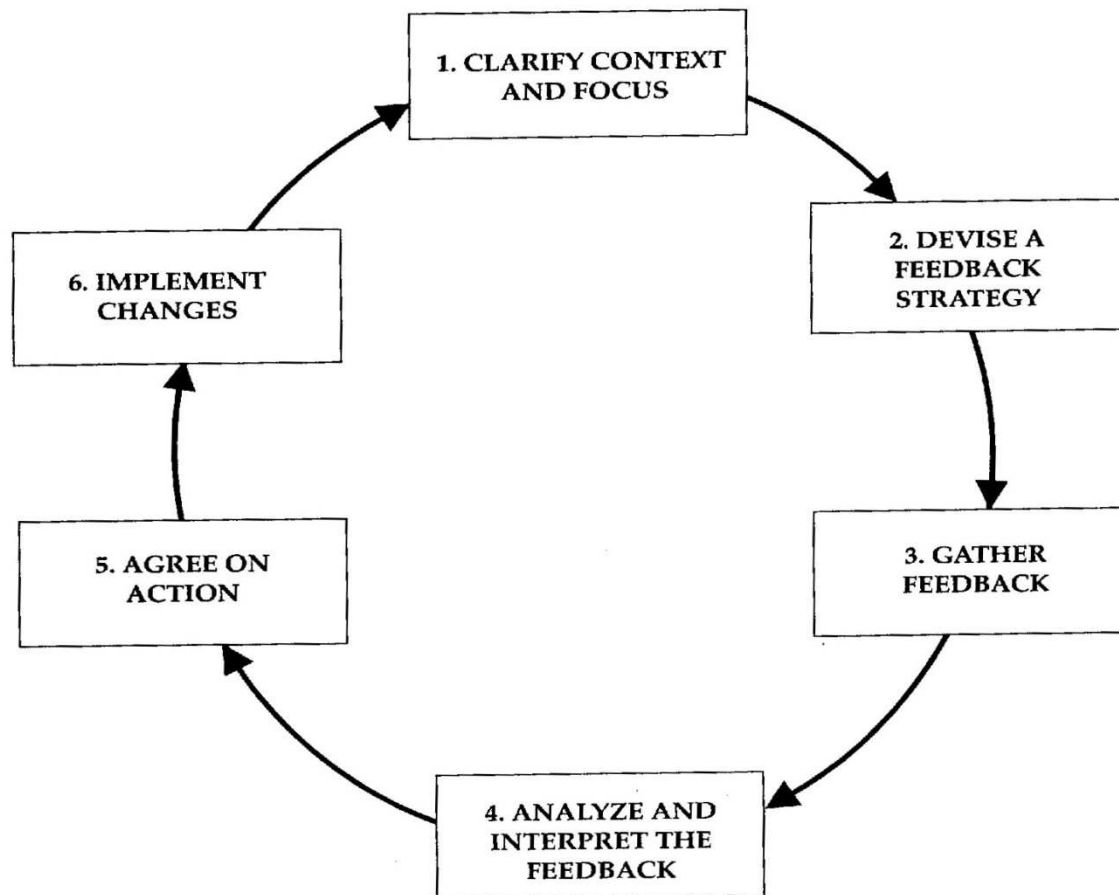 1. CLARIFY CONTEXT
AND FOCUS
2. DEVISE A
FEEDBACK
STRATEGY
3. GATHER
FEEDBACK
4. ANALYZE AND
INTERPRET THE
FEEDBACK
5. AGREE ON
ACTION
6. IMPLEMENT
CHANGES